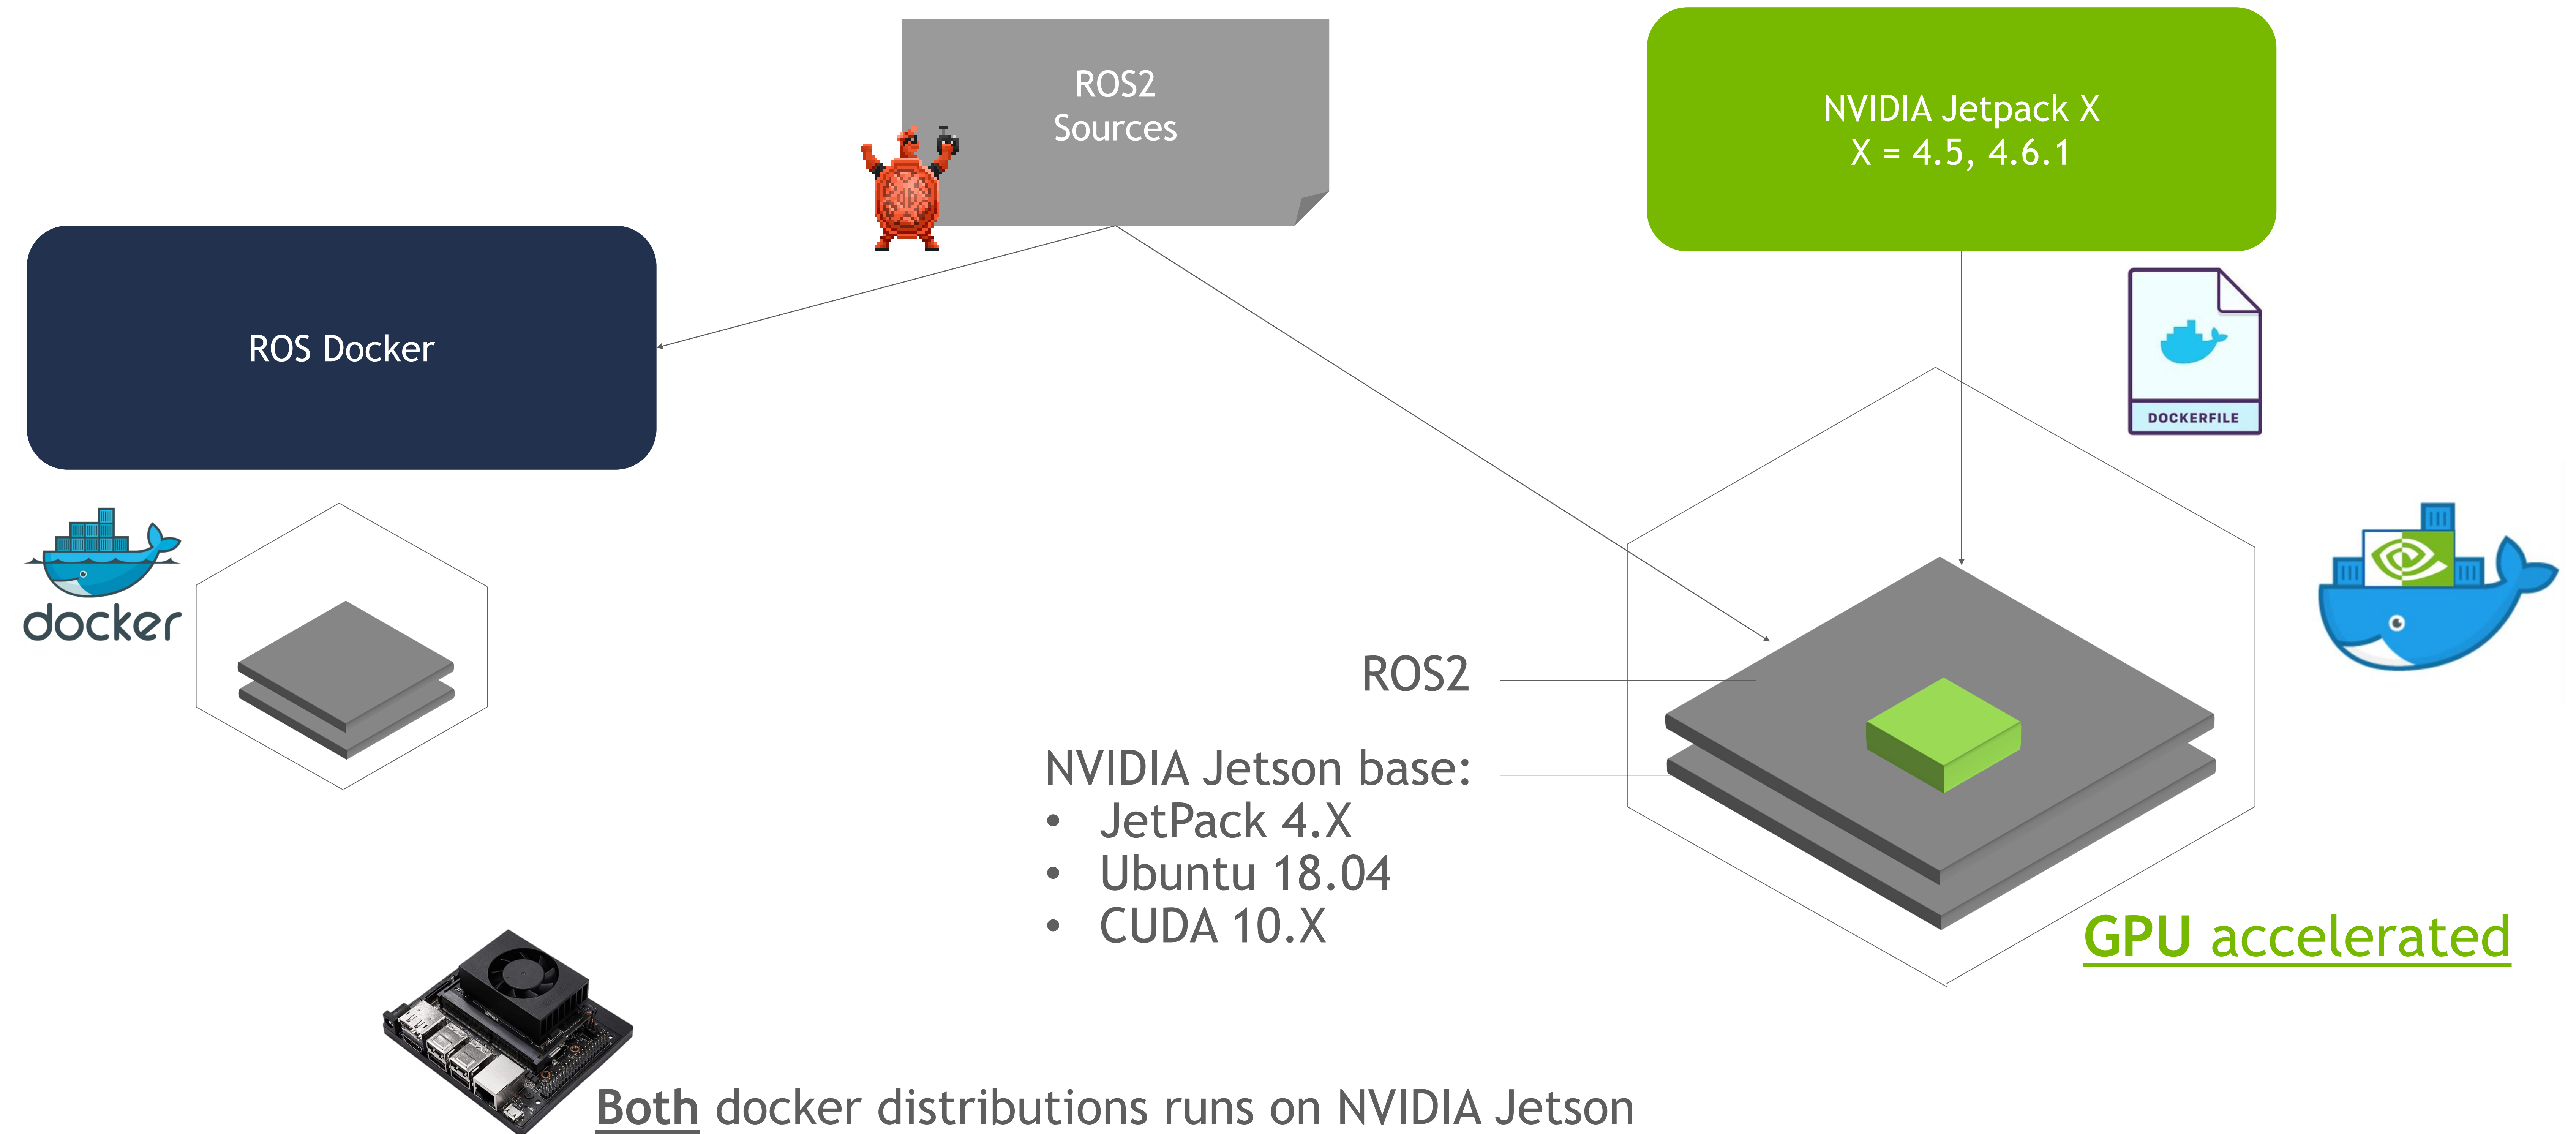 ROS2
Sources
NVIDIA Jetpack X
X = 4.5, 4.6.1
ROS Docker
DOCKERFILE
docker
ROS2
NVIDIA Jetson base:
• JetPack 4.X
• Ubuntu 18.04
• CUDA 10.X
GPU accelerated
Both docker distributions runs on NVIDIA Jetson